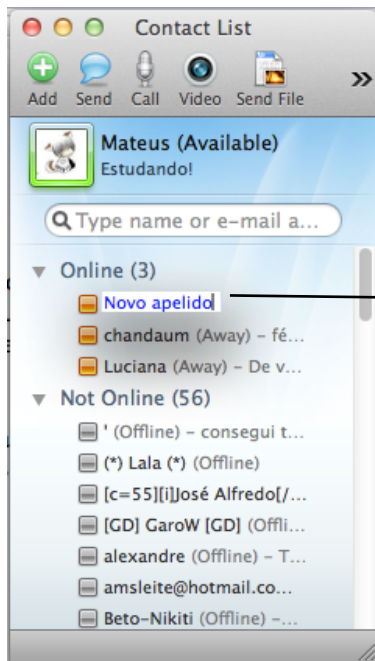 Contact List
Add Send Call Video Send File
Mateus (Available)
Estudando!
Type name or e-mail a...
Online (3)
Novo apelido
chandaum (Away) – fé...
Luciana (Away) – De v...
Not Online (56)
' (Offline) – consegui t...
(*) Lala (*) (Offline)
[c=55][i]José Alfredo[/...
[GD] GaroW [GD] (Offli...
alexandre (Offline) – T...
amsleite@hotmail.co...
Beto-Nikiti (Offline) –...